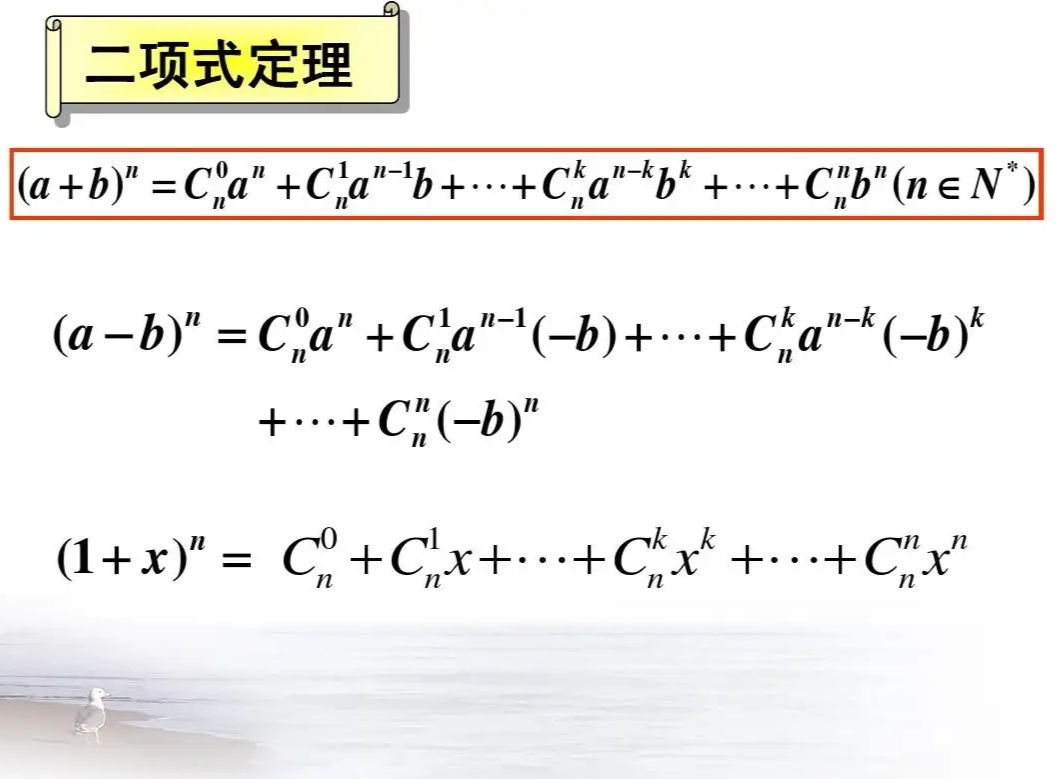 二项式定理
$(a+b)^n = C_n^0 a^n + C_n^1 a^{n-1} b + \cdots + C_n^k a^{n-k} b^k + \cdots + C_n^n b^n (n \in N^*)$
$(a-b)^n = C_n^0 a^n + C_n^1 a^{n-1} (-b) + \cdots + C_n^k a^{n-k} (-b)^k$
$+ \cdots + C_n^n (-b)^n$
$(1+x)^n = C_n^0 + C_n^1 x + \cdots + C_n^k x^k + \cdots + C_n^n x^n$